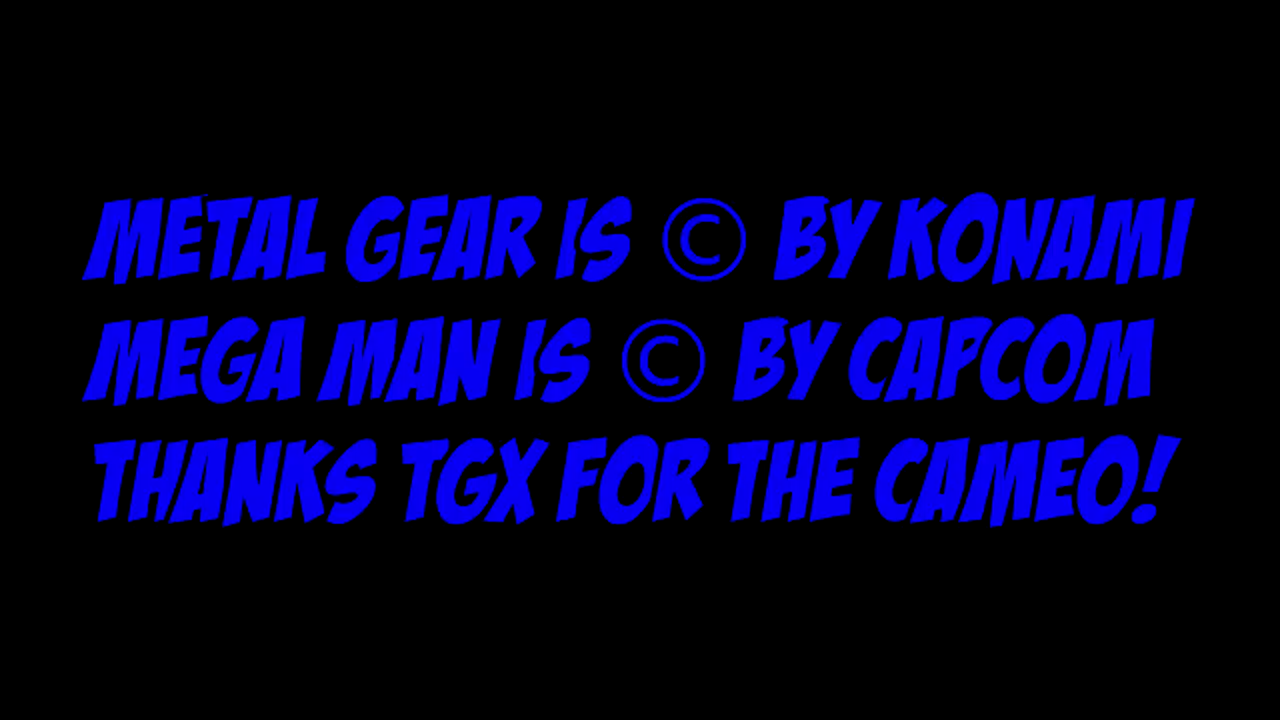 METAL GEAR IS © BY KONAMI
MEGA MAN IS © BY CAPCOM
THANKS TGX FOR THE CAMEO!